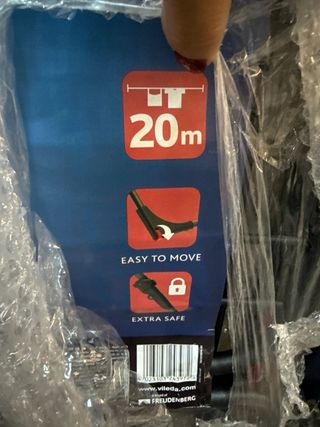 20m
EASY TO MOVE
EXTRA SAFE
www.vileda.com
FREUDENBERG